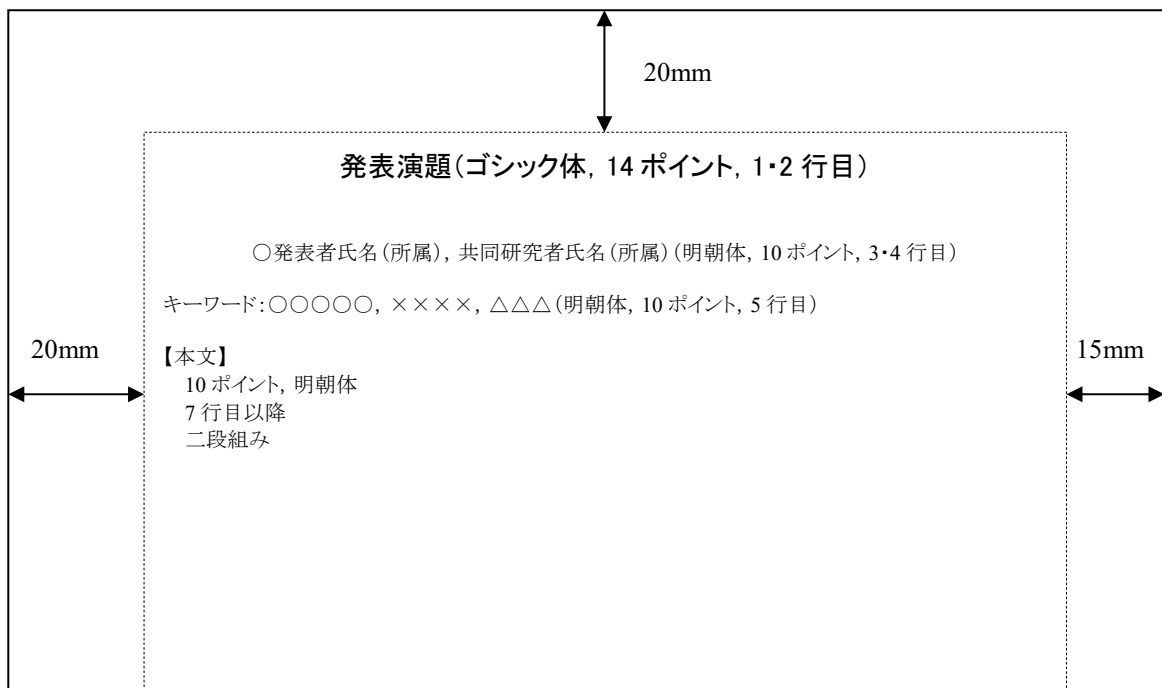 20mm
発表演題(ゴシック体, 14 ポイント, 1・2 行目)
○発表者氏名(所属), 共同研究者氏名(所属)(明朝体, 10 ポイント, 3・4 行目)
キーワード:○○○○○, ××××, △△△(明朝体, 10 ポイント, 5 行目)
20mm
【本文】
15mm
10 ポイント, 明朝体
7 行目以降
二段組み